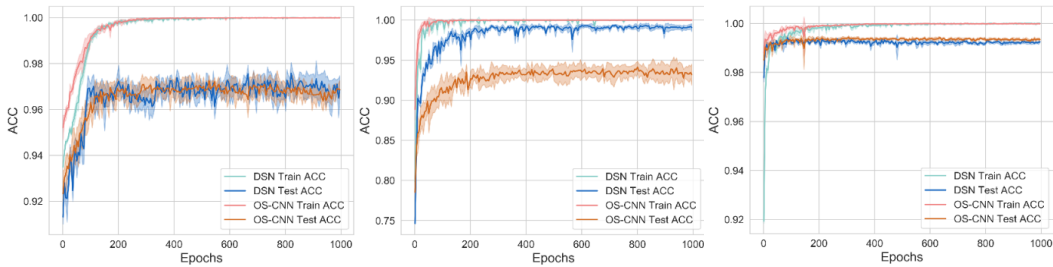 1.00
0.98
0.96
0.94
0.92
ACC
0 200 400 600 800 1000
Epochs
DSN Train ACC
DSN Test ACC
OS-CNN Train ACC
OS-CNN Test ACC
1.00
0.95
0.90
0.85
0.80
0.75
ACC
0 200 400 600 800 1000
Epochs
DSN Train ACC
DSN Test ACC
OS-CNN Train ACC
OS-CNN Test ACC
1.00
0.98
0.96
0.94
0.92
ACC
0 200 400 600 800 1000
Epochs
DSN Train ACC
DSN Test ACC
OS-CNN Train ACC
OS-CNN Test ACC